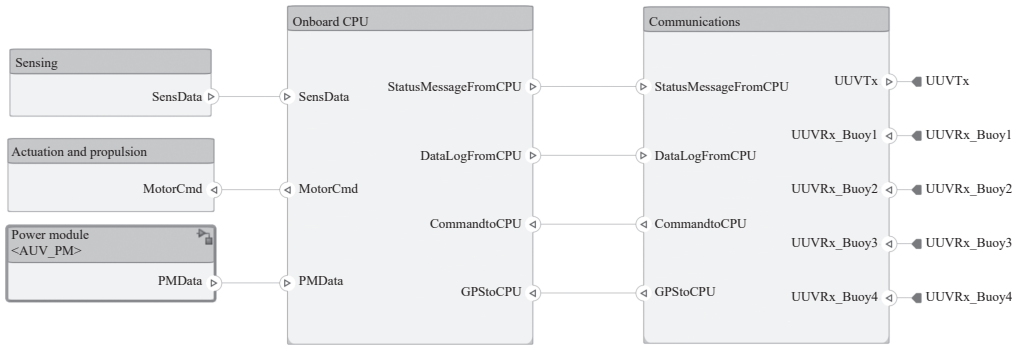 Sensing
SensData
Actuation and propulsion
MotorCmd
Power module
<AUV_PM>
PMData
Onboard CPU
SensData
MotorCmd
PMData
StatusMessageFromCPU
DataLogFromCPU
CommandtoCPU
GPStoCPU
Communications
StatusMessageFromCPU
DataLogFromCPU
CommandtoCPU
GPStoCPU
UUVTx
UUVRx_Buoy1
UUVRx_Buoy2
UUVRx_Buoy3
UUVRx_Buoy4
UUVTx
UUVRx_Buoy1
UUVRx_Buoy2
UUVRx_Buoy3
UUVRx_Buoy4